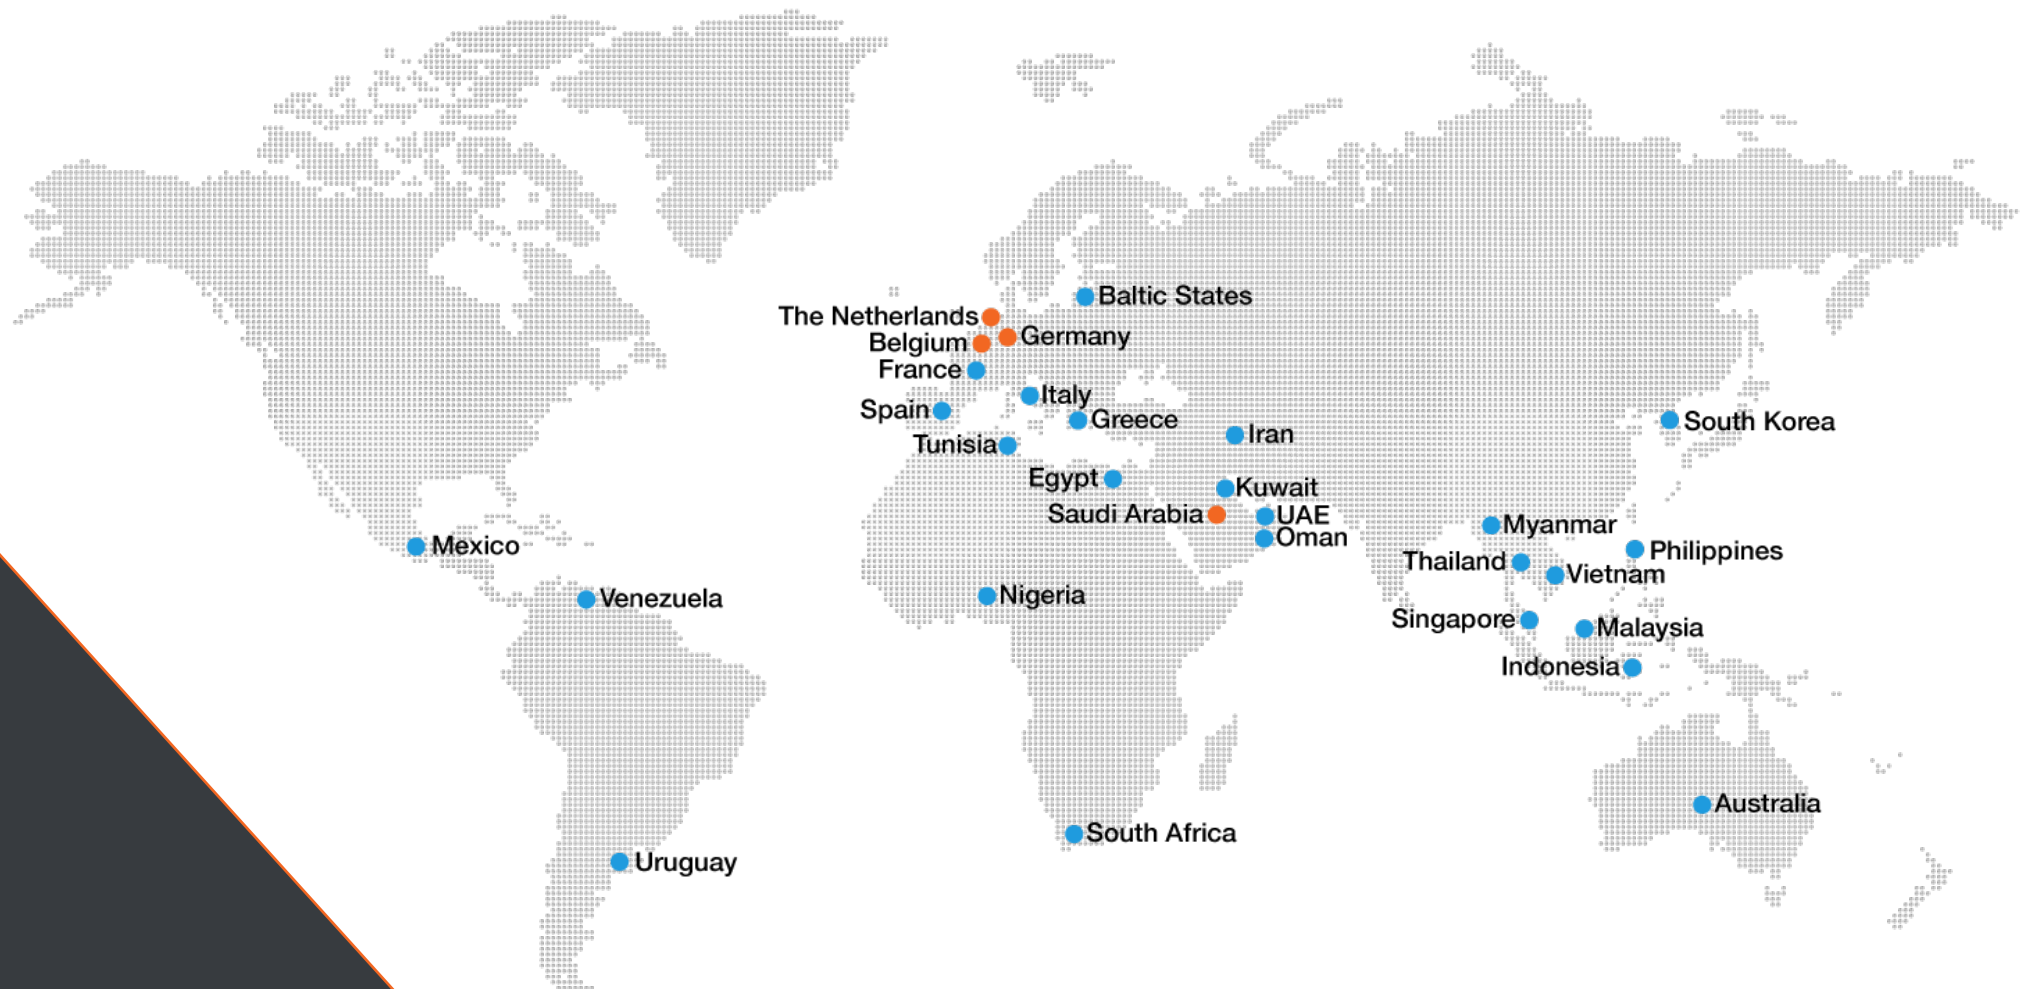 Baltic States
The Netherlands
Germany
Belgium
France
Italy
Spain
Greece
South Korea
Iran
Tunisia
Egypt
Kuwait
Saudi Arabia
UAE
Myanmar
Oman
Mexico
Philippines
Thailand
Vietnam
Nigeria
Venezuela
Singapore
Malaysia
Indonesia
Australia
South Africa
Uruguay